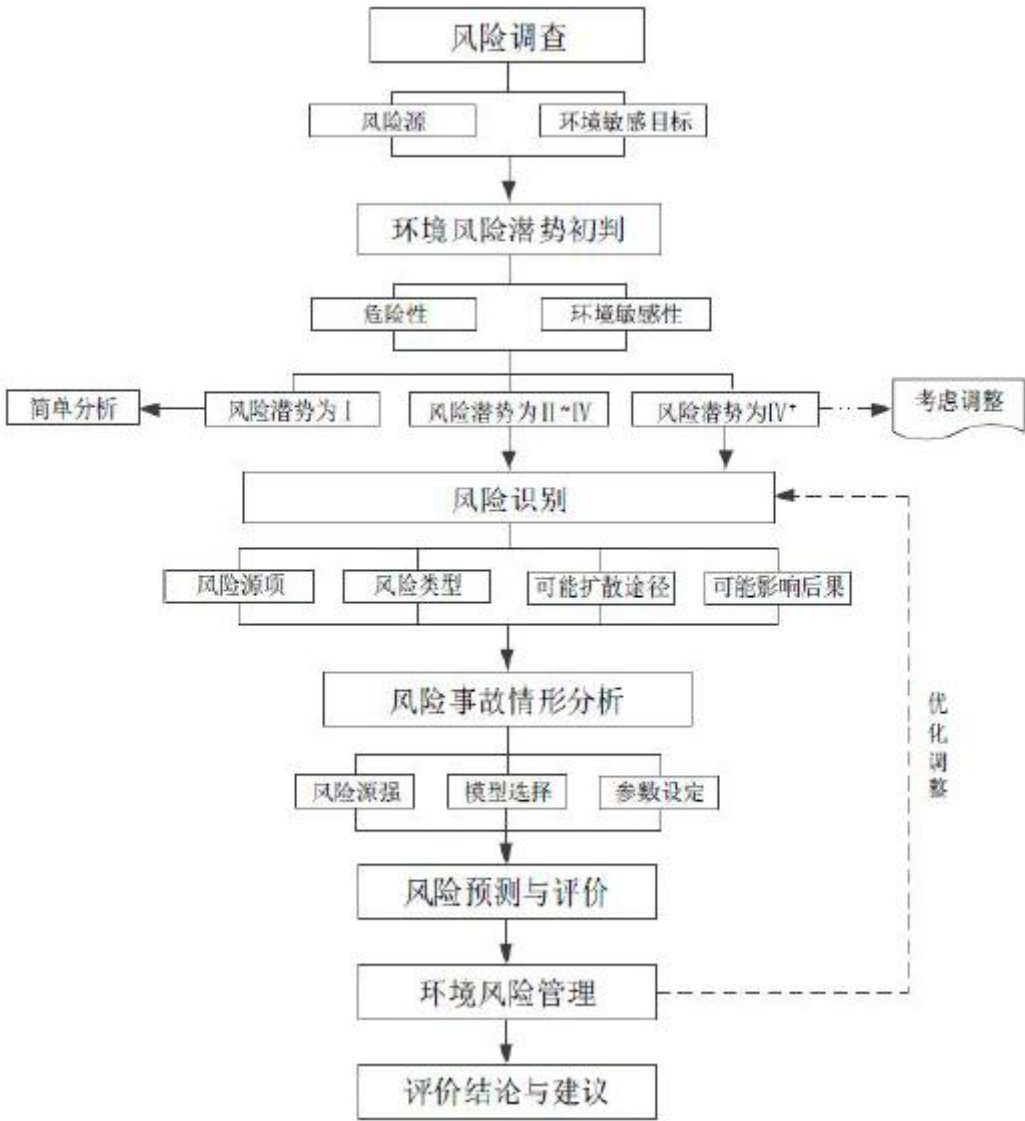 风险调查
风险源
环境敏感目标
环境风险潜势初判
危险性
环境敏感性
简单分析
风险潜势为Ⅰ
风险潜势为Ⅱ~Ⅳ
风险潜势为Ⅳ+
考虑调整
风险识别
风险源项
风险类型
可能扩散途径
可能影响后果
风险事故情形分析
优化调整
风险源强
模型选择
参数设定
风险预测与评价
环境风险管理
评价结论与建议